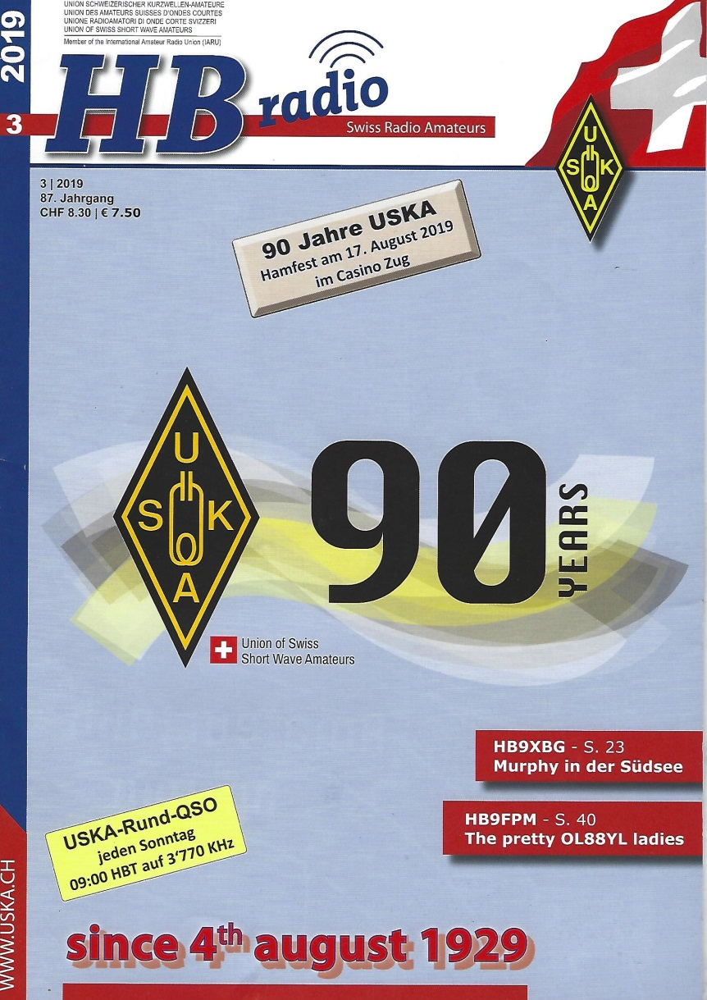 UNION SCHWEIZERISCHER KURZWELLEN-AMATEURE
UNION DES AMATEURS SUISSES D'ONDES COURTES
UNIONE RADIOAMATORI DI ONDE CORTE SVIZZERI
UNION OF SWISS SHORT WAVE AMATEURS
Member of the International Amateur Radio Union (IARU)
2019
3
HB radio
Swiss Radio Amateurs
U
S K
A
3 | 2019
87. Jahrgang
CHF 8.30 | € 7.50
90 Jahre USKA
Hamfest am 17. August 2019
im Casino Zug
U
S K
A
90
YEARS
Union of Swiss
Short Wave Amateurs
HB9XBG - S. 23
Murphy in der Südsee
HB9FPM - S. 40
The pretty OL88YL ladies
USKA-Rund-QSO
jeden Sonntag
09:00 HBT auf 3‘770 KHz
WWW.USKA.CH
since 4th august 1929